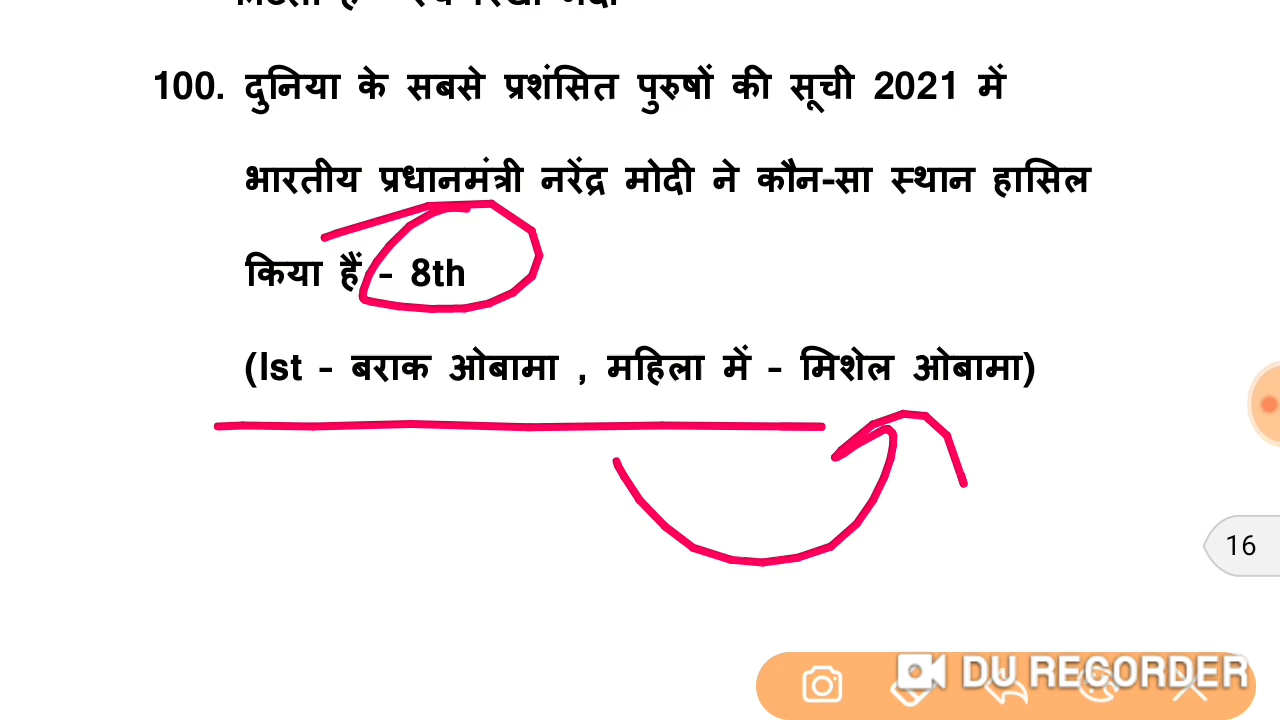 100. दुनिया के सबसे प्रशंसित पुरुषों की सूची 2021 में
भारतीय प्रधानमंत्री नरेंद्र मोदी ने कौन-सा स्थान हासिल
किया हैं - 8th
(Ist - बराक ओबामा , महिला में - मिशेल ओबामा)
16
DU RECORDER